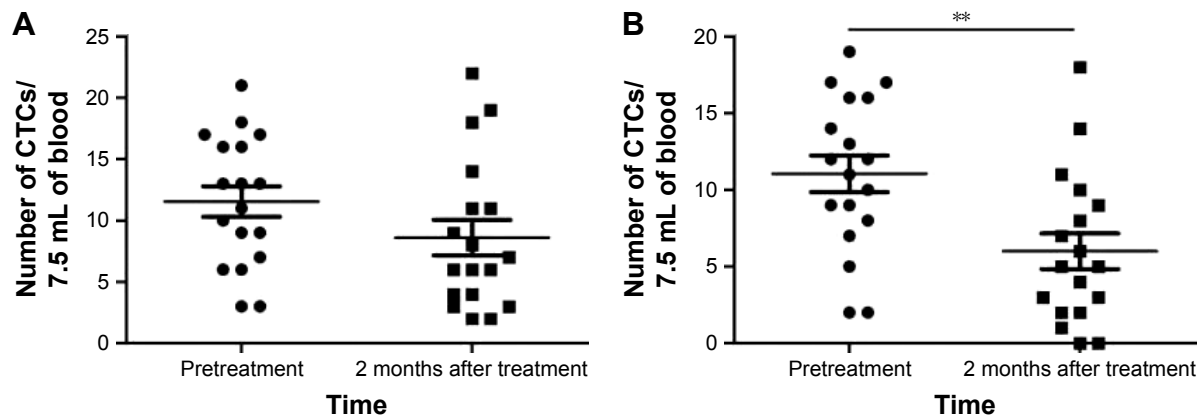 A
Number of CTCs/
7.5 mL of blood
25
20
15
10
5
0
Pretreatment
2 months after treatment
Time
B
**
Number of CTCs/
7.5 mL of blood
20
15
10
5
0
Pretreatment
2 months after treatment
Time